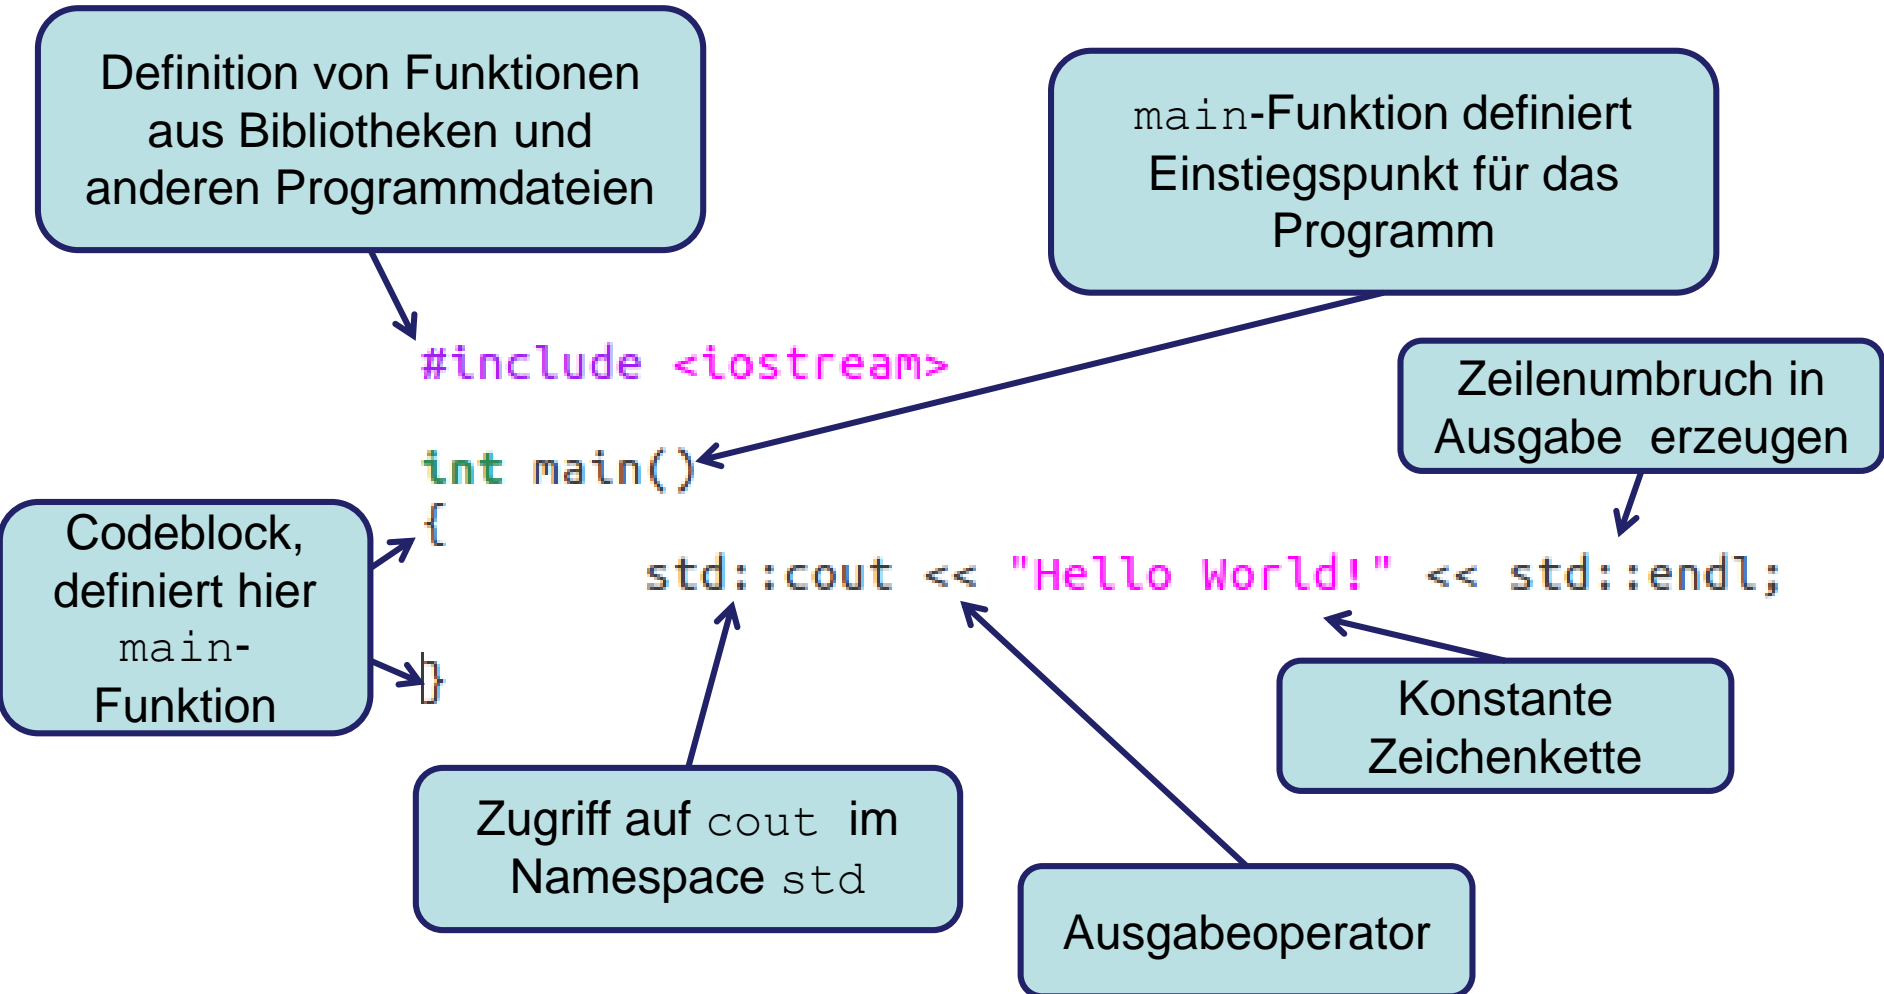 Definition von Funktionen
aus Bibliotheken und
anderen Programmdateien
main-Funktion definiert
Einstiegspunkt für das
Programm
#include <iostream>
Zeilenumbruch in
Ausgabe erzeugen
int main()
{
Codeblock,
definiert hier
main-
Funktion
std::cout << "Hello World!" << std::endl;
}
Konstante
Zeichenkette
Zugriff auf cout im
Namespace std
Ausgabeoperator